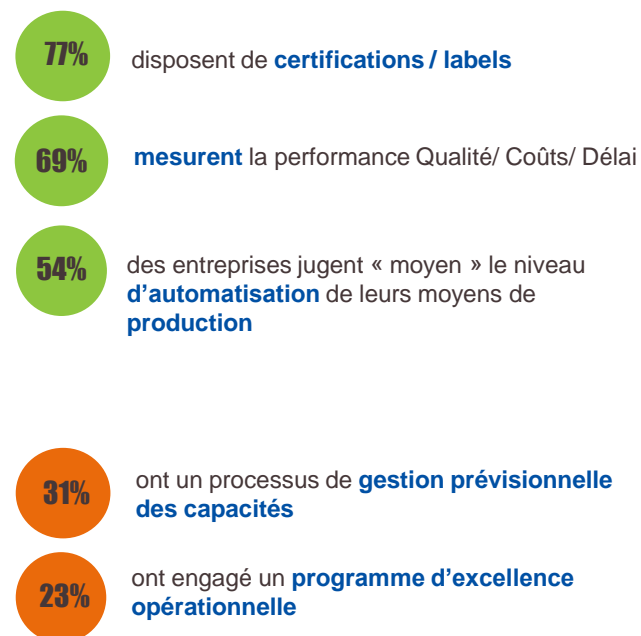 77%
disposent de certifications / labels
69%
mesurent la performance Qualité/ Coûts/ Délai
54%
des entreprises jugent « moyen » le niveau
d'automatisation de leurs moyens de
production
31%
ont un processus de gestion prévisionnelle
des capacités
23%
ont engagé un programme d'excellence
opérationnelle